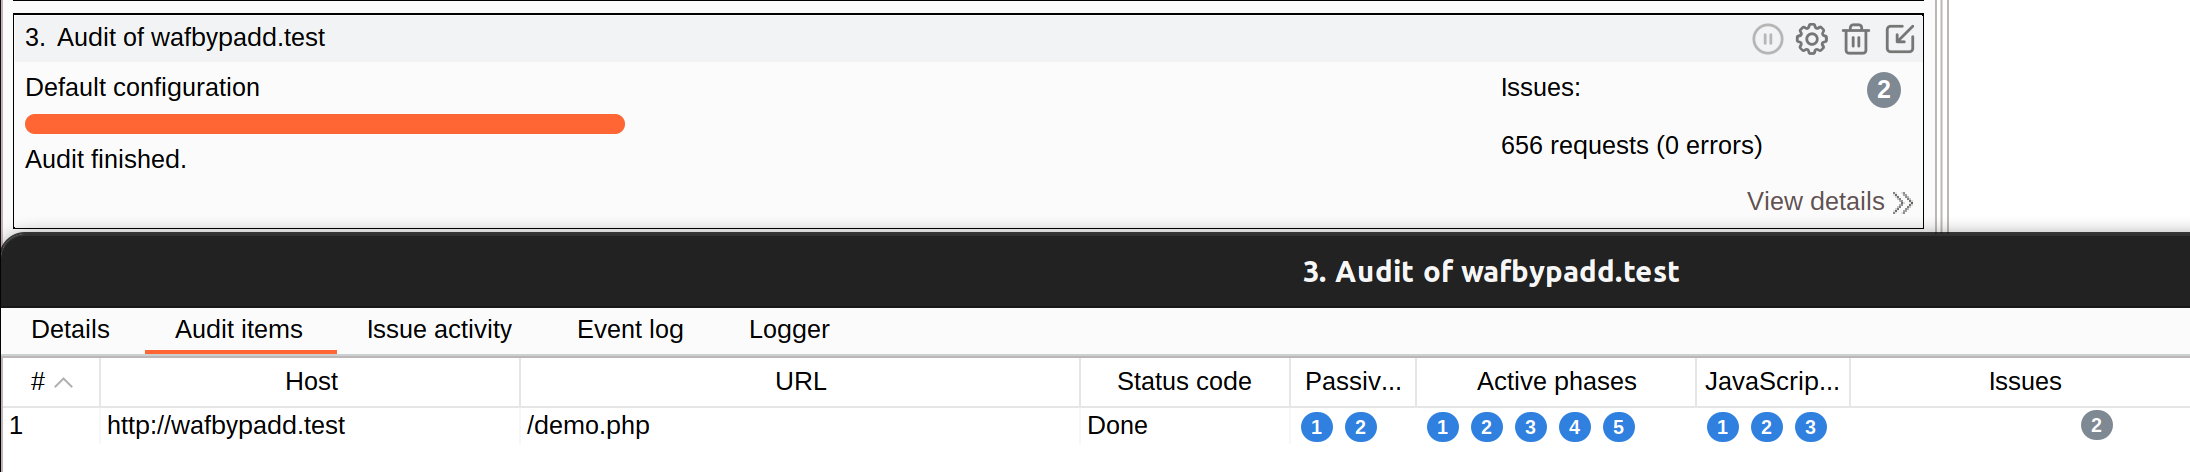 3. Audit of wafbypadd.test
Default configuration
Issues: 2
656 requests (0 errors)
Audit finished.
View details
3. Audit of wafbypadd.test
Details Audit items Issue activity Event log Logger
# Host URL Status code Passiv... Active phases JavaScrip... Issues
1 http://wafbypadd.test /demo.php Done 1 2 1 2 3 4 5 1 2 3 2